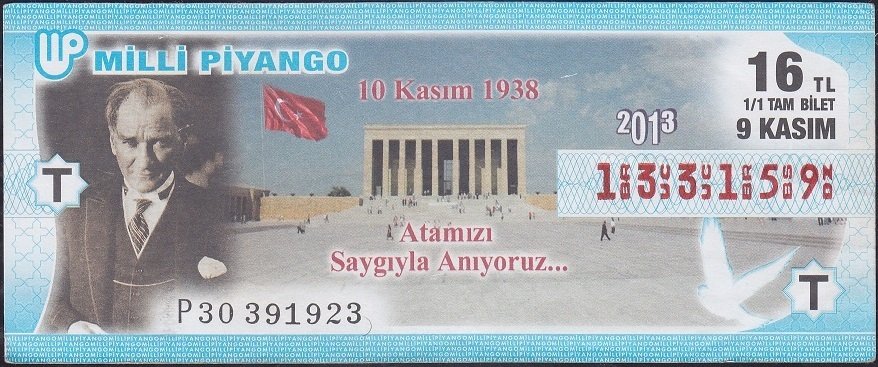 MİLLİ PİYANGO
10 Kasım 1938
2013
16 TL
1/1 TAM BİLET
9 KASIM
133159
T
Atamızı
Saygıyla Anıyoruz...
P30 391923
T